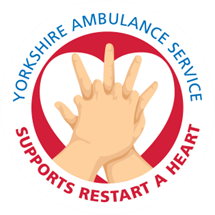 YORKSHIRE AMBULANCE SERVICE
SUPPORTS RESTART A HEART